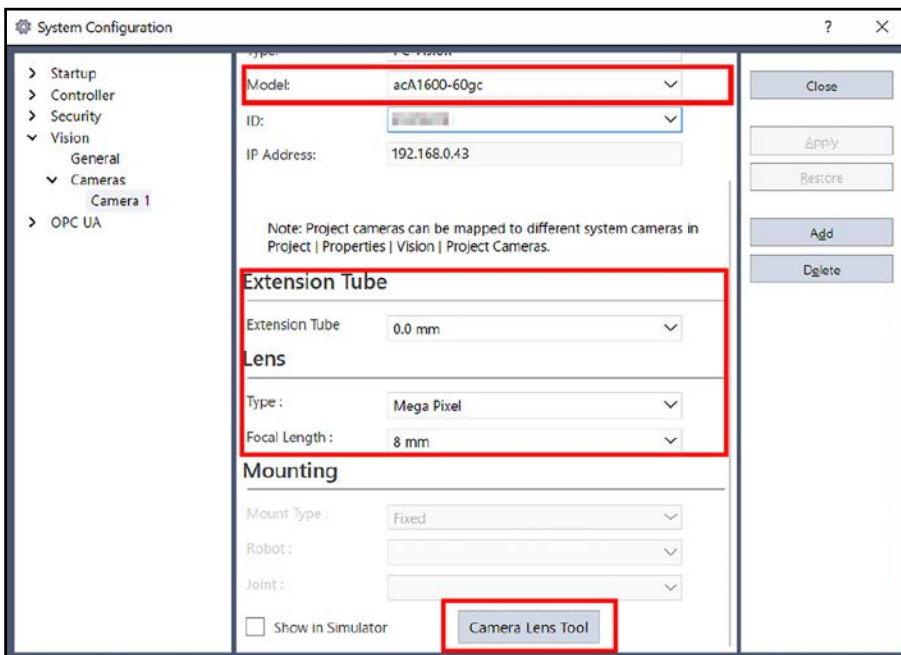 System Configuration
?
Startup
Controller
Security
Vision
General
Cameras
Camera 1
OPC UA
Model:
acA1600-60gc
ID:
IP Address:
192.168.0.43
Note: Project cameras can be mapped to different system cameras in
Project | Properties | Vision | Project Cameras.
Extension Tube
Extension Tube
0.0 mm
Lens
Type :
Mega Pixel
Focal Length :
8 mm
Mounting
Mount Type :
Fixed
Robot :
Joint :
Show in Simulator
Camera Lens Tool
Close
Apply
Restore
Add
Delete